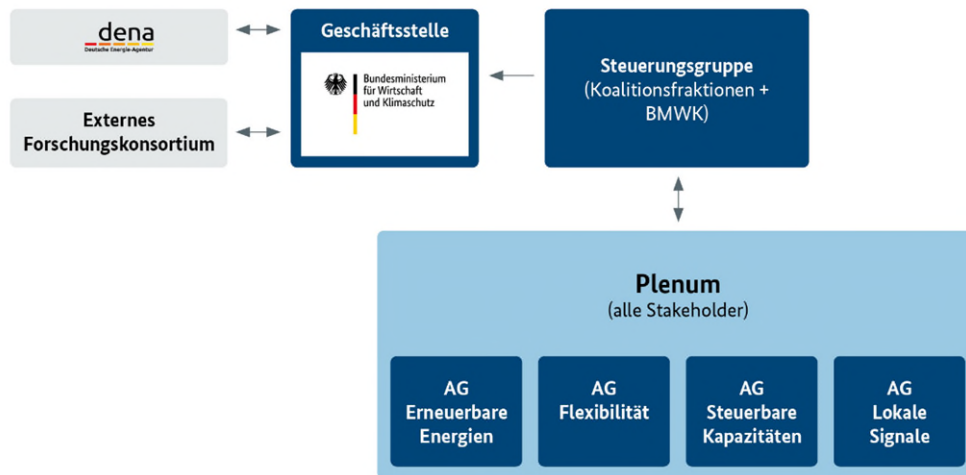 dena
Deutsche Energie-Agentur
Externes
Forschungskonsortium
Geschäftsstelle
Bundesministerium
für Wirtschaft
und Klimaschutz
Steuerungsgruppe
(Koalitionsfraktionen +
BMWK)
Plenum
(alle Stakeholder)
AG
Erneuerbare
Energien
AG
Flexibilität
AG
Steuerbare
Kapazitäten
AG
Lokale
Signale